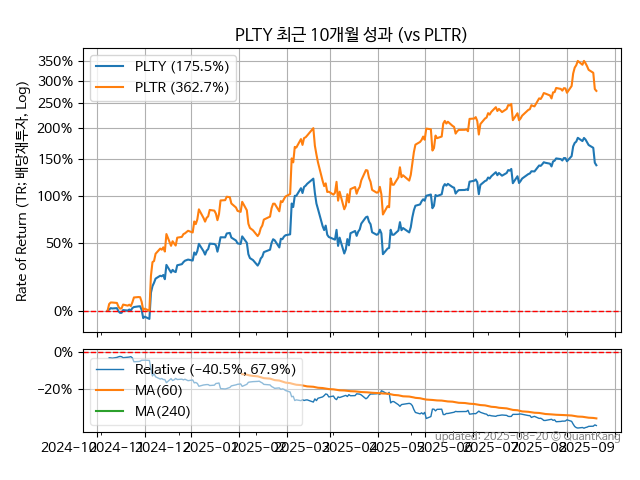 PLTY 최근 10개월 성과 (vs PLTR)
Rate of Return (TR: 배당재투자, Log)
350%
300%
250%
200%
150%
100%
50%
0%
PLTY (175.5%)
PLTR (362.7%)
0%
−20%
Relative (−40.5%, 67.9%)
MA(60)
MA(240)
updated: 2025-08-20 © QuantKang
2024−10 2024−11 2024−12 2025−01 2025−02 2025−03 2025−04 2025−05 2025−06 2025−07 2025−08 2025−09